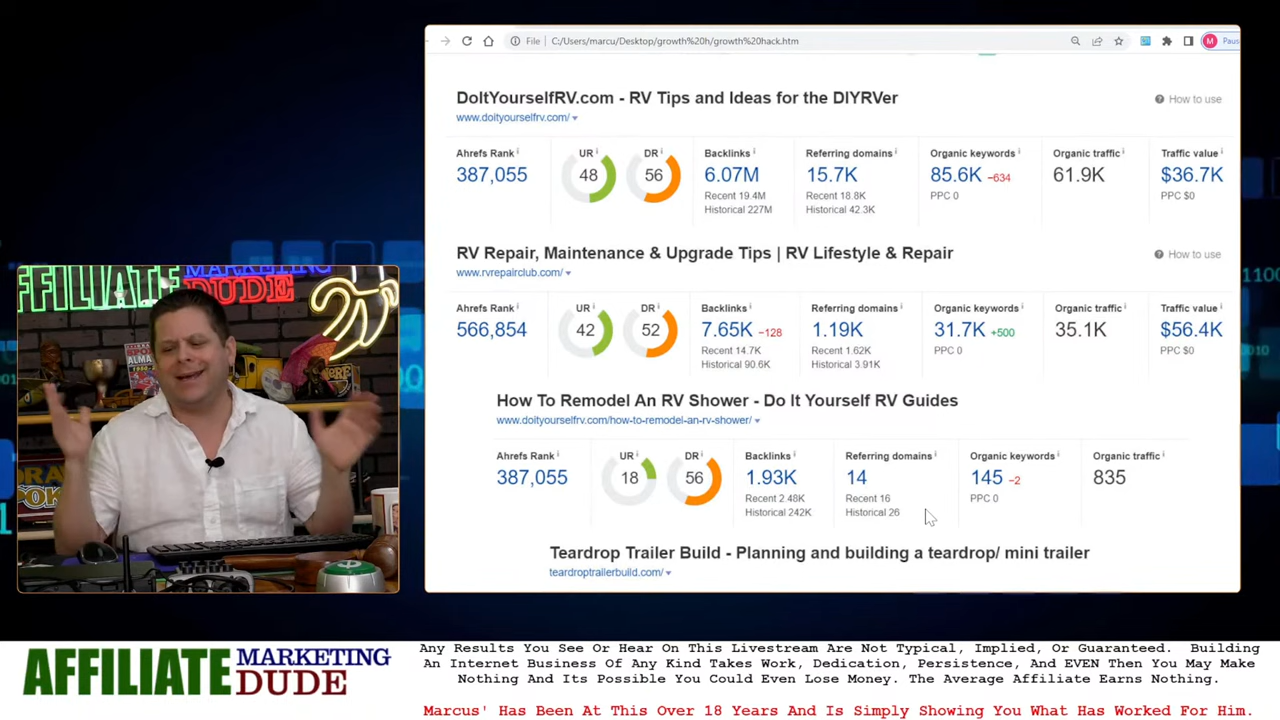 File C:/Users/marcu/Desktop/growth%20h/growth%20hack.htm
M Paus
DoItYourselfRV.com - RV Tips and Ideas for the DIYRVer
How to use
www.doityourselfrv.com/
Ahrefs Rank UR DR Backlinks Referring domains Organic keywords Organic traffic Traffic value
387,055 48 56 6.07M 15.7K 85.6K -634 61.9K $36.7K
Recent 19.4M Recent 18.8K PPC 0 PPC $0
Historical 227M Historical 42.3K
RV Repair, Maintenance & Upgrade Tips | RV Lifestyle & Repair
How to use
www.rvrepairclub.com/
Ahrefs Rank UR DR Backlinks Referring domains Organic keywords Organic traffic Traffic value
566,854 42 52 7.65K -128 1.19K 31.7K +500 35.1K $56.4K
Recent 14.7K Recent 1.62K PPC 0 PPC $0
Historical 90.6K Historical 3.91K
How To Remodel An RV Shower - Do It Yourself RV Guides
www.doityourselfrv.com/how-to-remodel-an-rv-shower/
Ahrefs Rank UR DR Backlinks Referring domains Organic keywords Organic traffic
387,055 18 56 1.93K 14 145 -2 835
Recent 2.48K Recent 16 PPC 0
Historical 242K Historical 26
Teardrop Trailer Build - Planning and building a teardrop/ mini trailer
teardroptrailerbuild.com/
AFFILIATE MARKETING DUDE
AFFILIATE MARKETING DUDE
Any Results You See Or Hear On This Livestream Are Not Typical, Implied, Or Guaranteed. Building
An Internet Business Of Any Kind Takes Work, Dedication, Persistence, And EVEN Then You May Make
Nothing And Its Possible You Could Even Lose Money. The Average Affiliate Earns Nothing.
Marcus' Has Been At This Over 18 Years And Is Simply Showing You What Has Worked For Him.